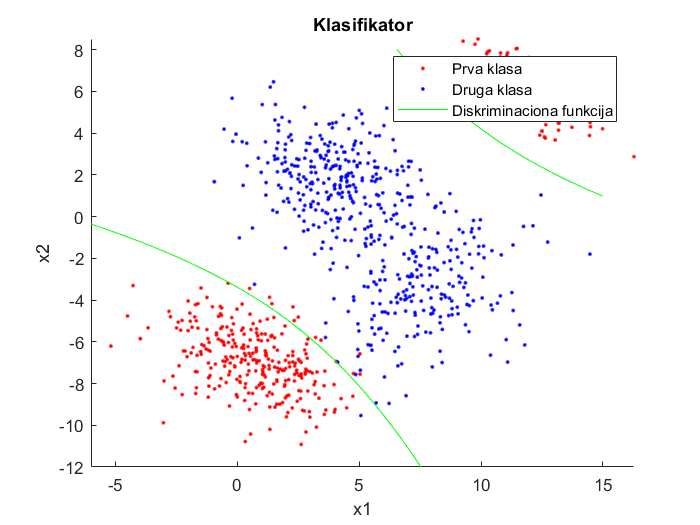 Klasifikator
Prva klasa
Druga klasa
Diskriminaciona funkcija
8
6
4
2
0
-2
-4
-6
-8
-10
-12
x2
-5
0
5
10
15
x1